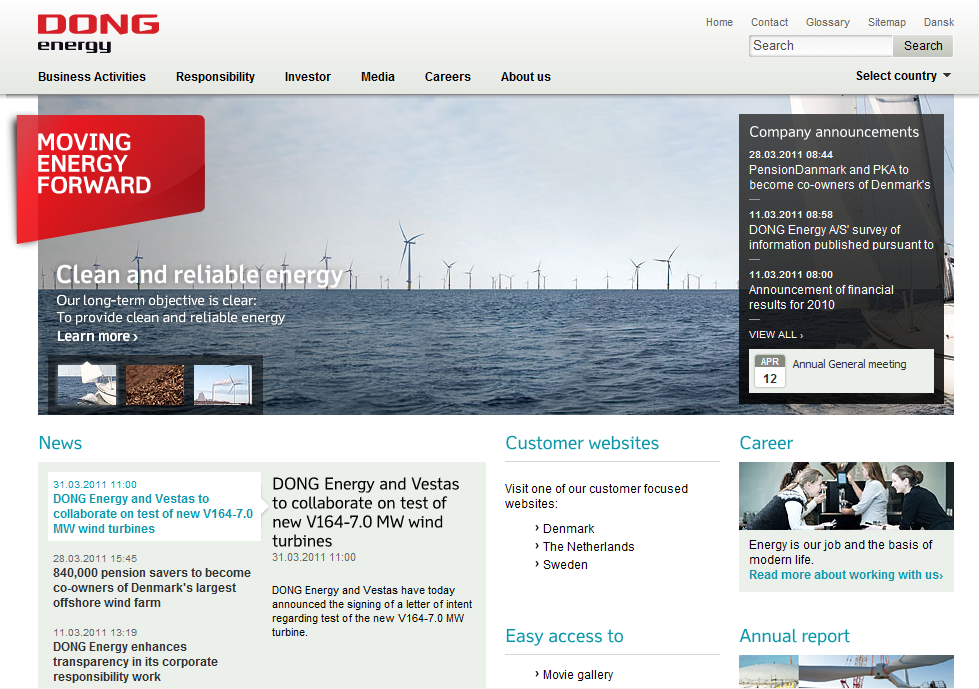 DONG
energy
Home Contact Glossary Sitemap Dansk
Search Search
Business Activities Responsibility Investor Media Careers About us
Select country
MOVING
ENERGY
FORWARD
Clean and reliable energy
Our long-term objective is clear:
To provide clean and reliable energy
Learn more ›
Company announcements
28.03.2011 08:44
PensionDanmark and PKA to
become co-owners of Denmark's
11.03.2011 08:58
DONG Energy A/S' survey of
information published pursuant to
11.03.2011 08:00
Announcement of financial
results for 2010
VIEW ALL ›
APR
12
Annual General meeting
News
31.03.2011 11:00
DONG Energy and Vestas to
collaborate on test of new V164-7.0
MW wind turbines
28.03.2011 15:45
840,000 pension savers to become
co-owners of Denmark's largest
offshore wind farm
11.03.2011 13:19
DONG Energy enhances
transparency in its corporate
responsibility work
DONG Energy and Vestas
to collaborate on test of
new V164-7.0 MW wind
turbines
31.03.2011 11:00
DONG Energy and Vestas have today
announced the signing of a letter of intent
regarding test of the new V164-7.0 MW
turbine.
Customer websites
Visit one of our customer focused
websites:
› Denmark
› The Netherlands
› Sweden
Easy access to
› Movie gallery
Career
Energy is our job and the basis of
modern life.
Read more about working with us›
Annual report